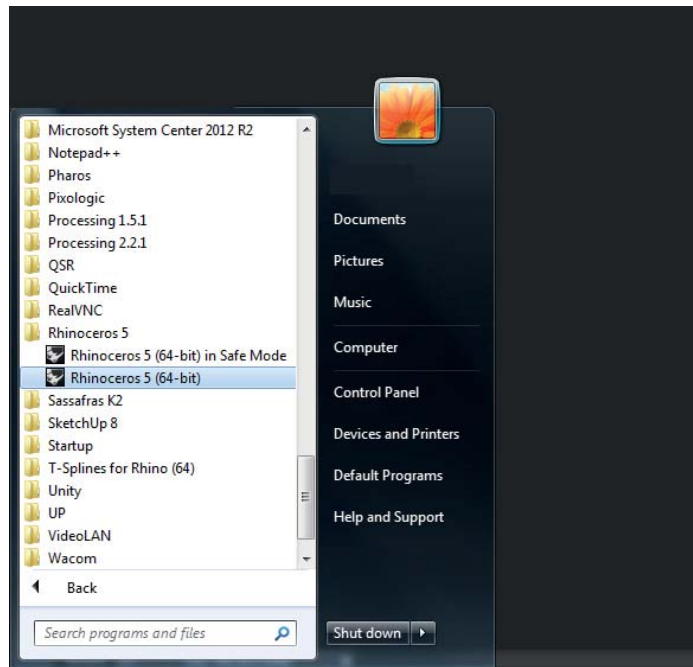 Microsoft System Center 2012 R2
Notepad++
Pharos
Pixologic
Processing 1.5.1
Processing 2.2.1
QSR
QuickTime
RealVNC
Rhinoceros 5
Rhinoceros 5 (64-bit) in Safe Mode
Rhinoceros 5 (64-bit)
Sassafras K2
SketchUp 8
Startup
T-Splines for Rhino (64)
Unity
UP
VideoLAN
Wacom
Back
Search programs and files
Documents
Pictures
Music
Computer
Control Panel
Devices and Printers
Default Programs
Help and Support
Shut down